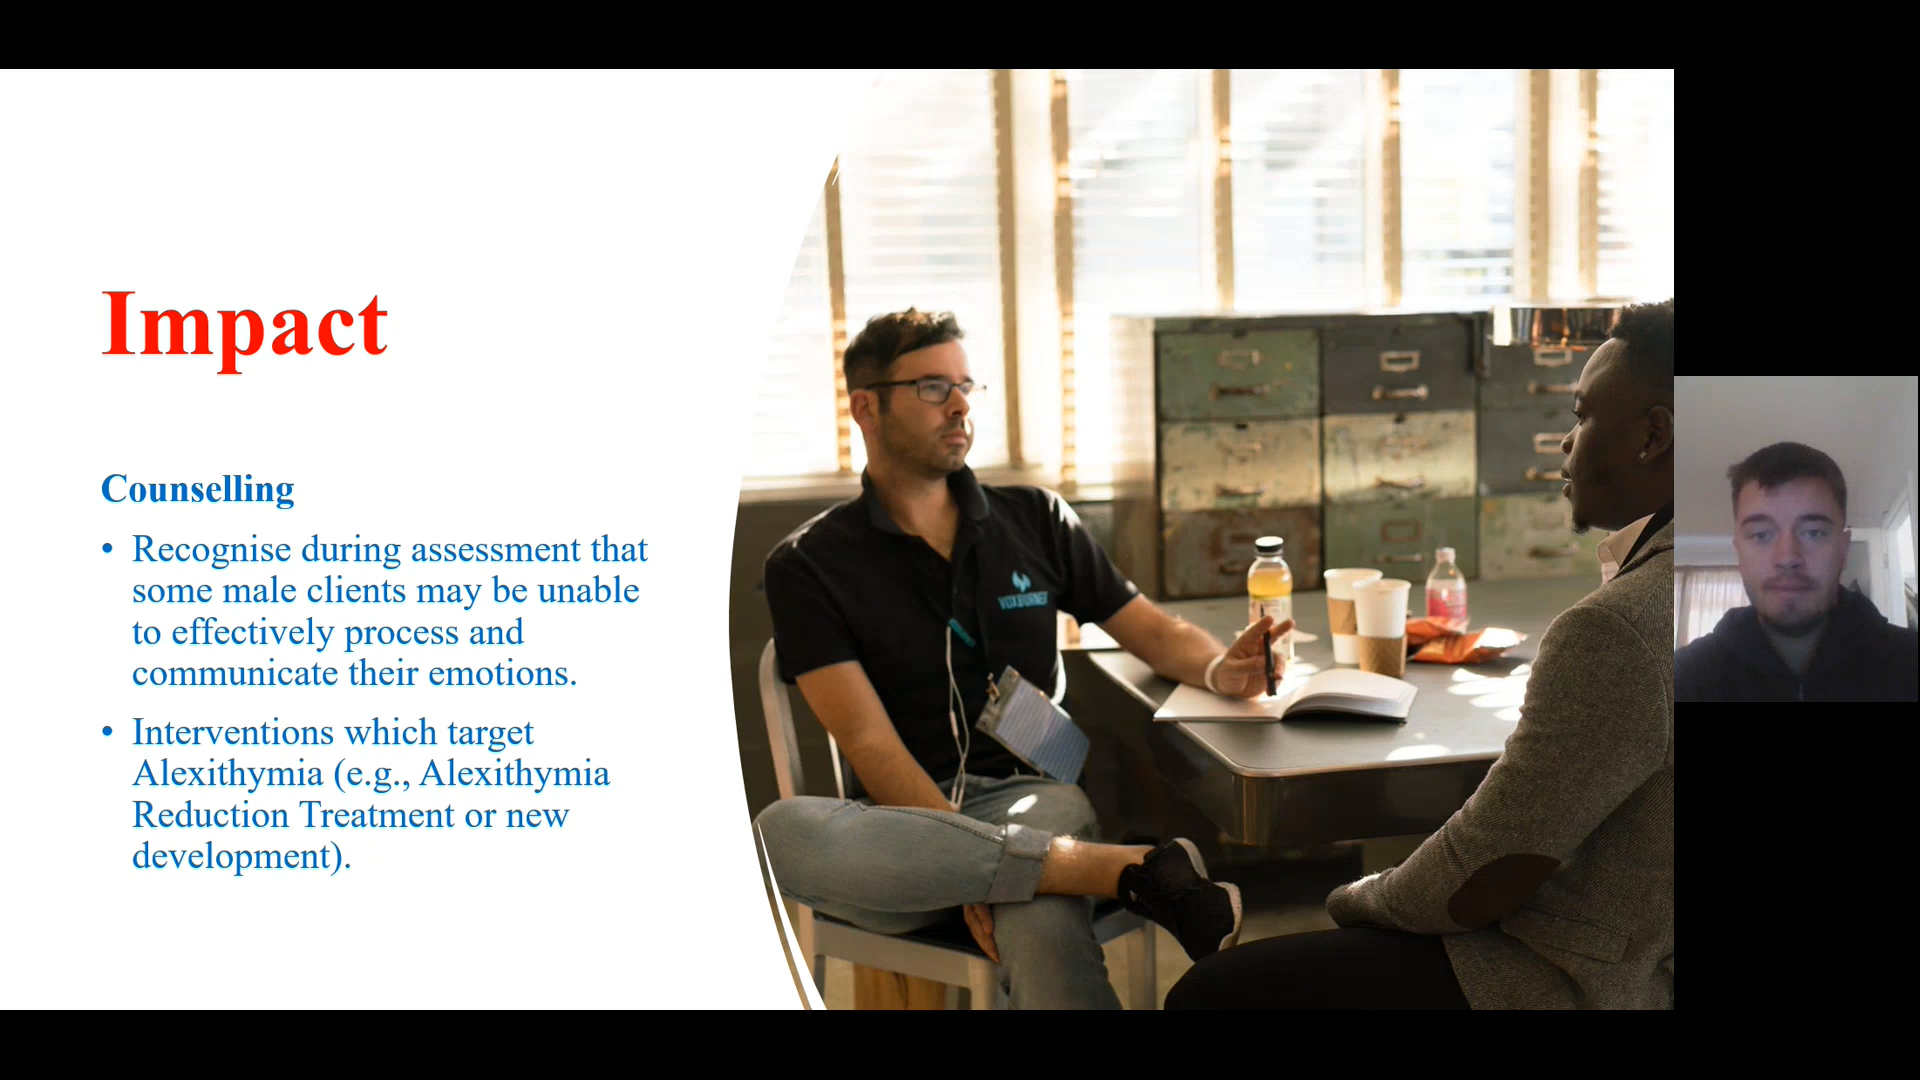 Impact
Counselling
• Recognise during assessment that
some male clients may be unable
to effectively process and
communicate their emotions.
• Interventions which target
Alexithymia (e.g., Alexithymia
Reduction Treatment or new
development).
VOXBURNER